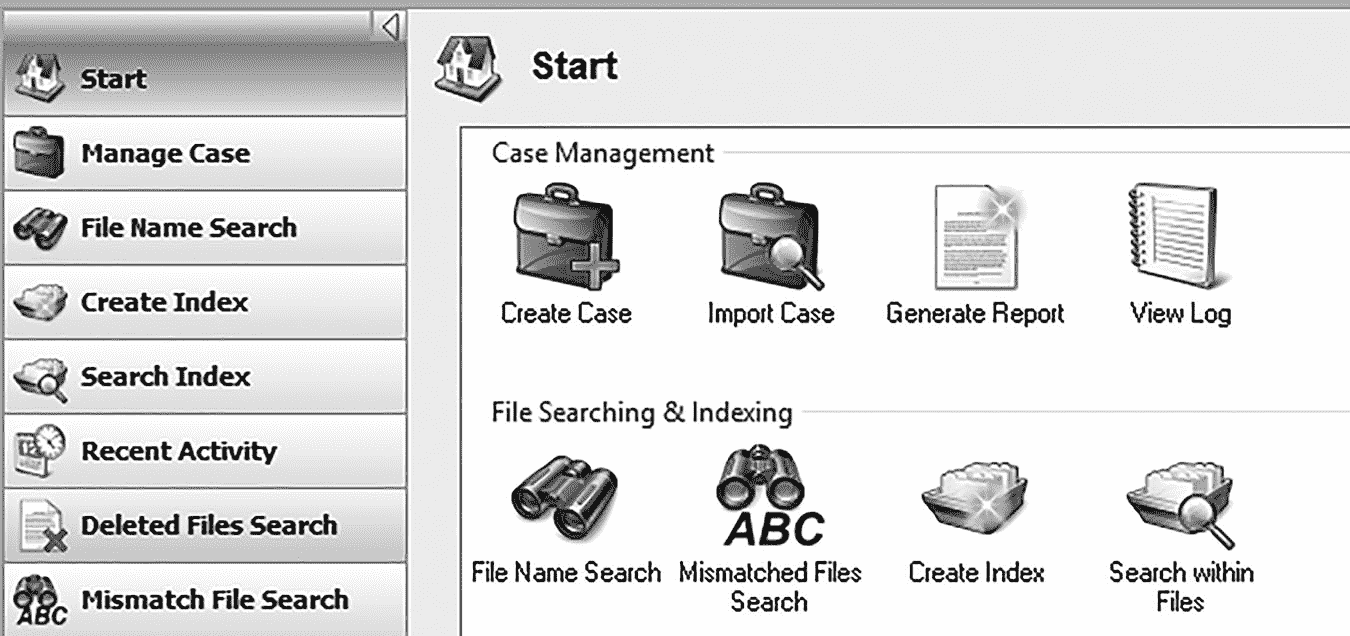 Start
Manage Case
File Name Search
Create Index
Search Index
Recent Activity
Deleted Files Search
ABC
Mismatch File Search
Start
Case Management
Create Case
Import Case
Generate Report
View Log
File Searching & Indexing
ABC
File Name Search
Mismatched Files
Search
Create Index
Search within
Files